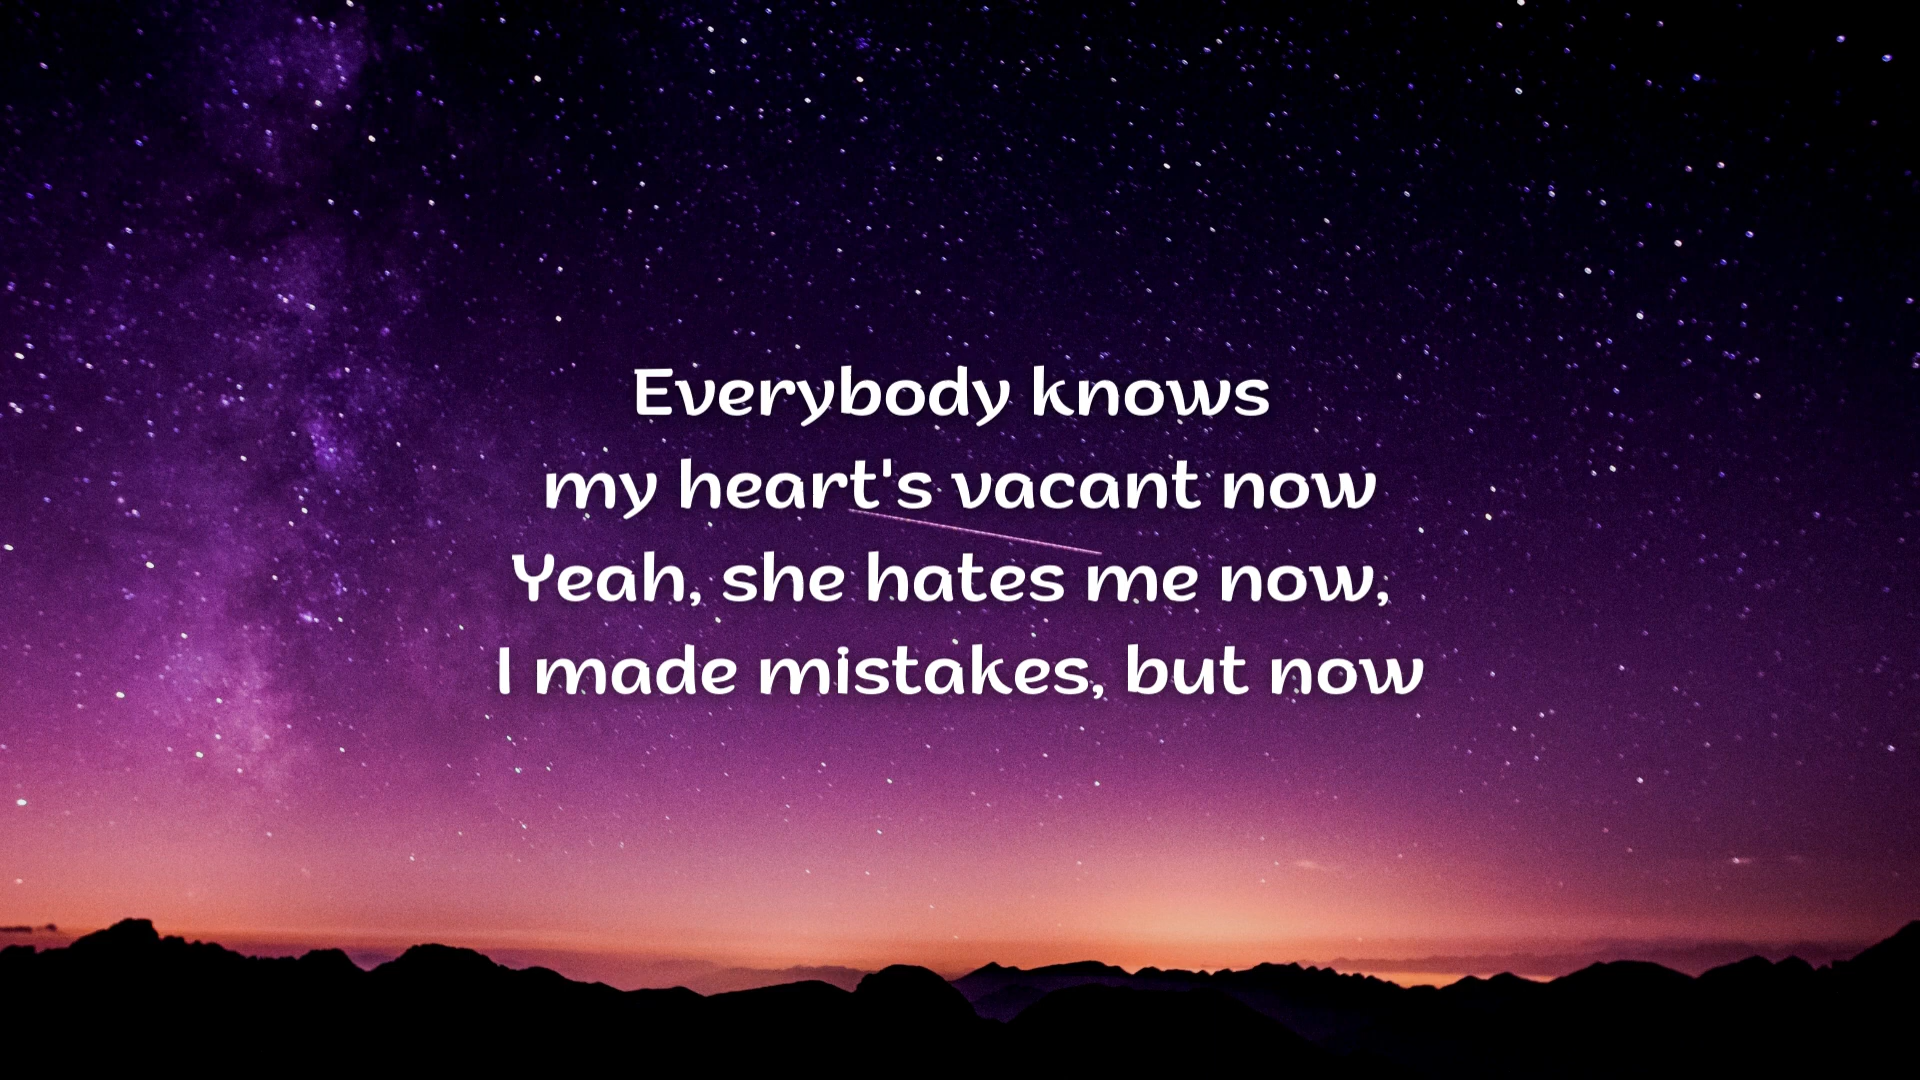 Everybody knows
my heart's vacant now
Yeah, she hates me now,
I made mistakes, but now